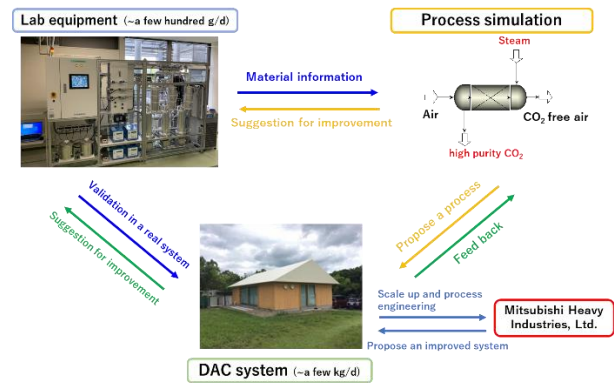 Lab equipment (~a few hundred g/d)
Process simulation
Steam
Material information
Suggestion for improvement
Air
CO₂ free air
high purity CO₂
Validation in a real system
Suggestion for improvement
Propose a process
Feed back
Scale up and process
engineering
Mitsubishi Heavy
Industries, Ltd.
Propose an improved system
DAC system (~a few kg/d)